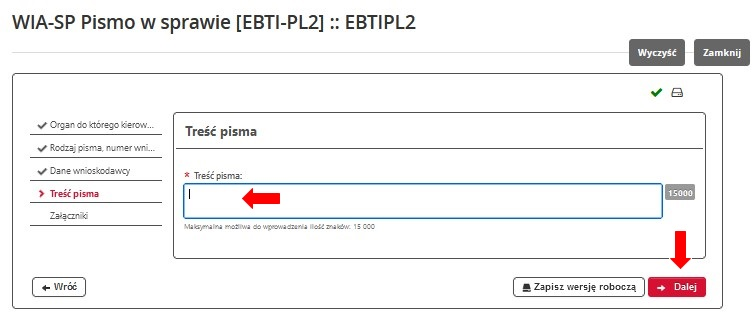 WIA-SP Pismo w sprawie [EBTI-PL2] :: EBTIPL2
Wyczyść
Zamknij
Organ do którego kierow...
Rodzaj pisma, numer wni...
Dane wnioskodawcy
Treść pisma
Załączniki
Treść pisma
* Treść pisma:
15000
Maksymalna możliwa do wprowadzenia ilość znaków: 15 000
Wróć
Zapisz wersję roboczą
Dalej